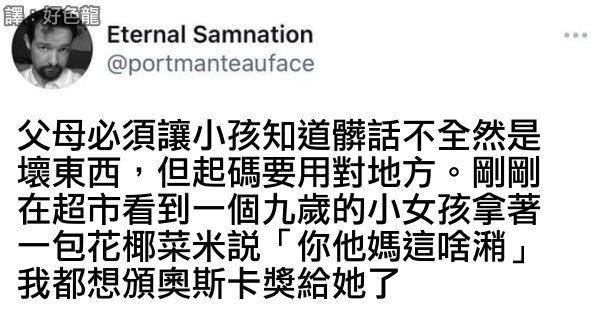 譯：好色龍
Eternal Samnation
@portmanteauface
父母必須讓小孩知道髒話不全然是
壞東西，但起碼要用對地方。剛剛
在超市看到一個九歲的小女孩拿著
一包花椰菜米說「你他媽這啥潲」
我都想頒奧斯卡獎給她了